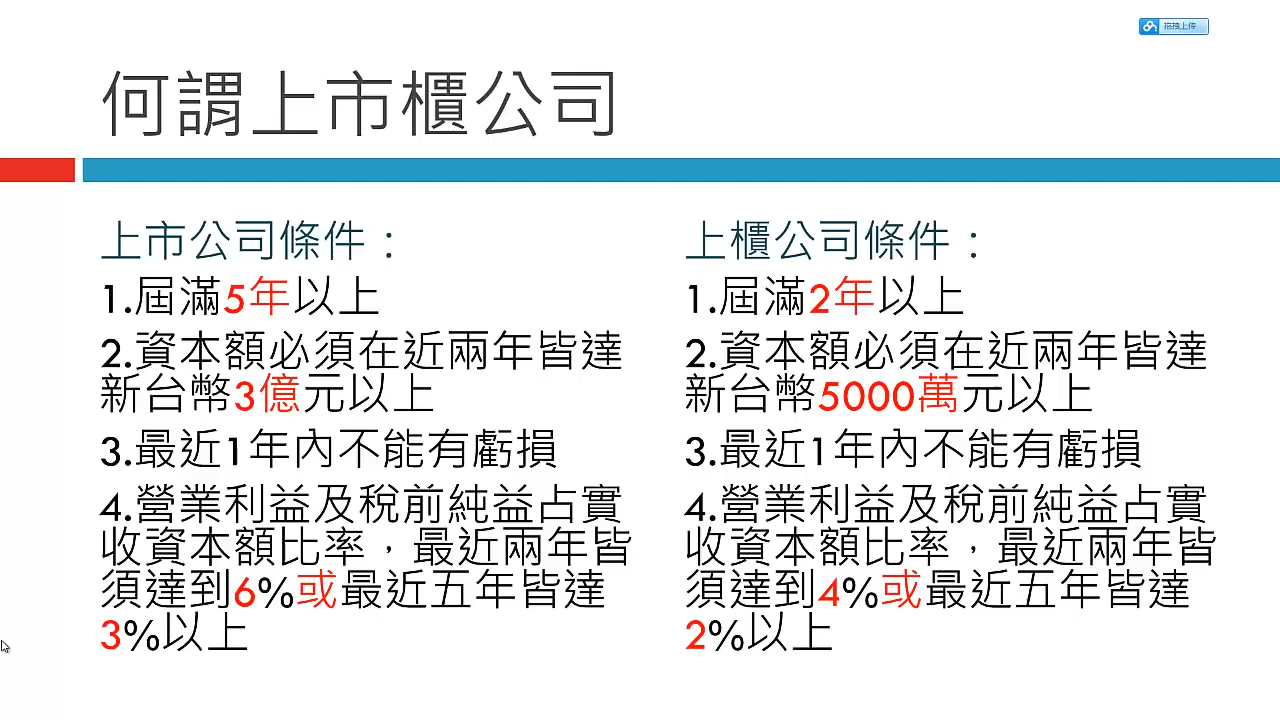 拖拽上传
何謂上市櫃公司
上市公司條件：
1.屆滿5年以上
2.資本額必須在近兩年皆達
新台幣3億元以上
3.最近1年內不能有虧損
4.營業利益及稅前純益占實
收資本額比率，最近兩年皆
須達到6%或最近五年皆達
3%以上
上櫃公司條件：
1.屆滿2年以上
2.資本額必須在近兩年皆達
新台幣5000萬元以上
3.最近1年內不能有虧損
4.營業利益及稅前純益占實
收資本額比率，最近兩年皆
須達到4%或最近五年皆達
2%以上